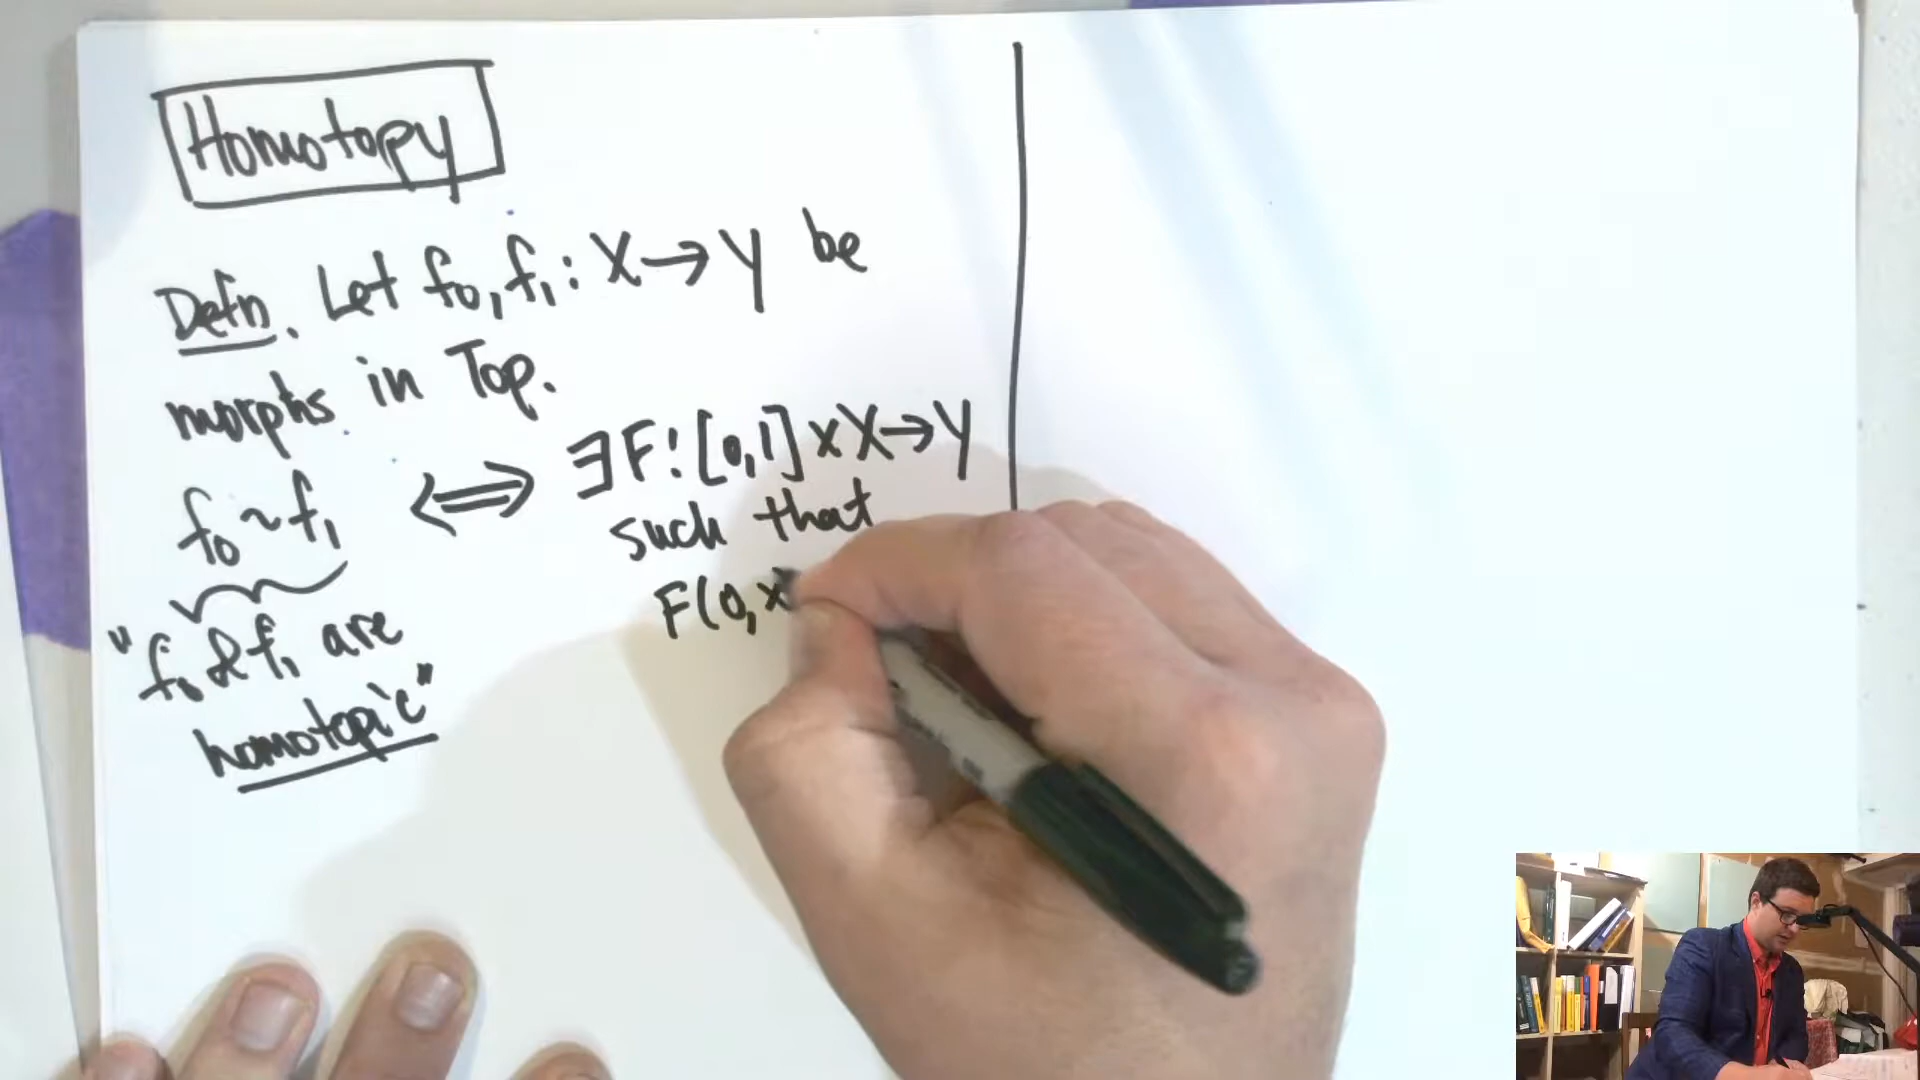 Homotopy
Defn. Let f₀, f₁ : X → Y be
morphs. in Top.
f₀ ~ f₁ ⟺ ∃F: [0,1] × X → Y
such that
F(0, x
"f₀ & f₁ are
homotopic"